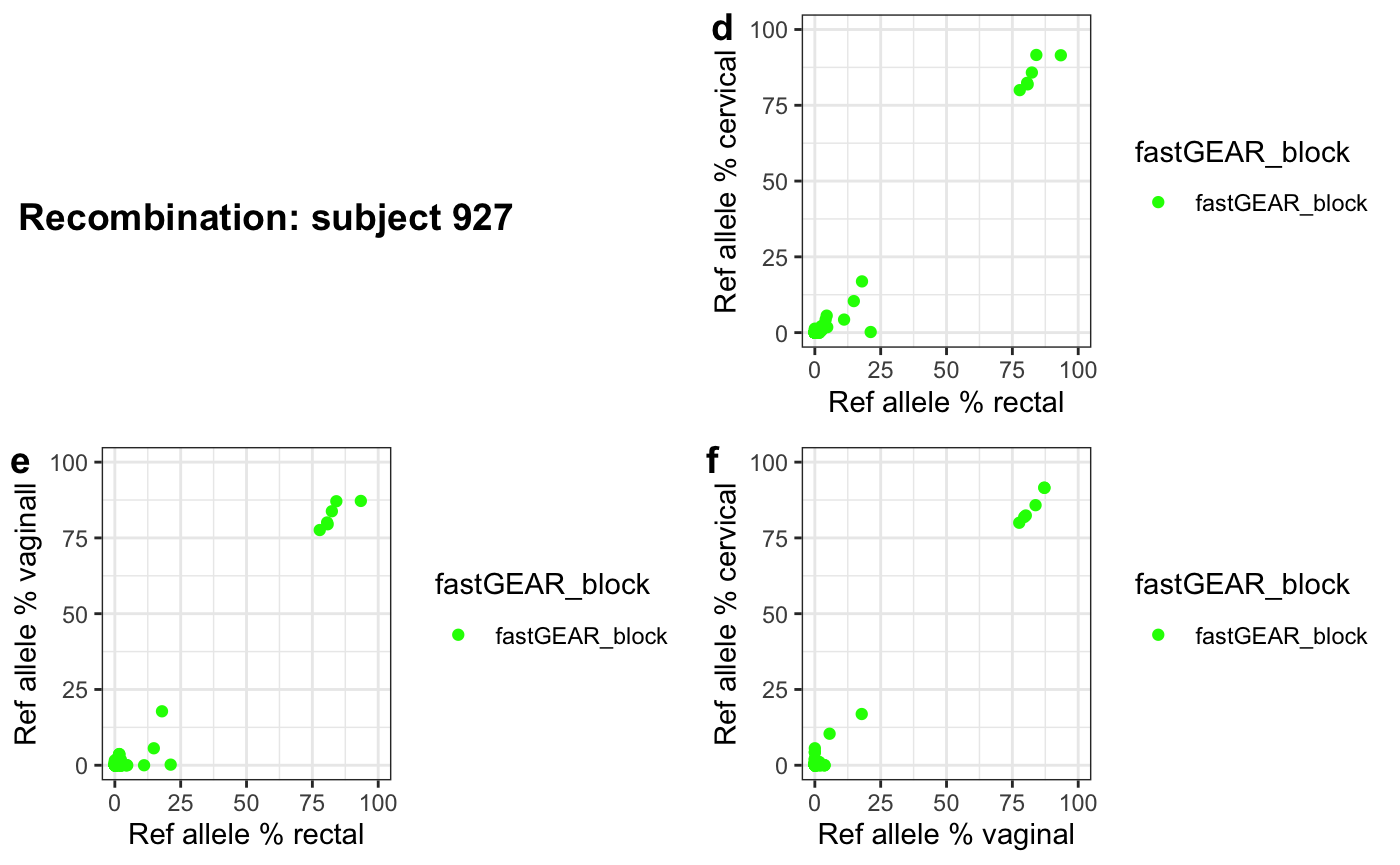 Recombination: subject 927
d
Ref allele % cervical
100
75
50
25
0
0 25 50 75 100
Ref allele % rectal
fastGEAR_block
fastGEAR_block
e
Ref allele % vaginall
100
75
50
25
0
0 25 50 75 100
Ref allele % rectal
fastGEAR_block
fastGEAR_block
f
Ref allele % cervical
100
75
50
25
0
0 25 50 75 100
Ref allele % vaginal
fastGEAR_block
fastGEAR_block